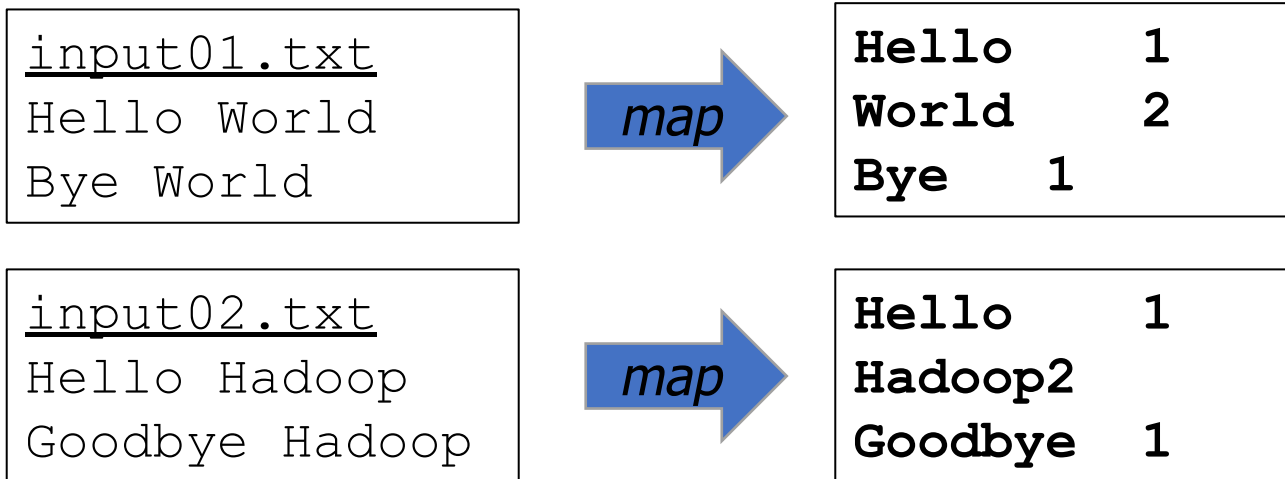 input01.txt
Hello World
Bye World
map
Hello 1
World 2
Bye 1
input02.txt
Hello Hadoop
Goodbye Hadoop
map
Hello 1
Hadoop2
Goodbye 1